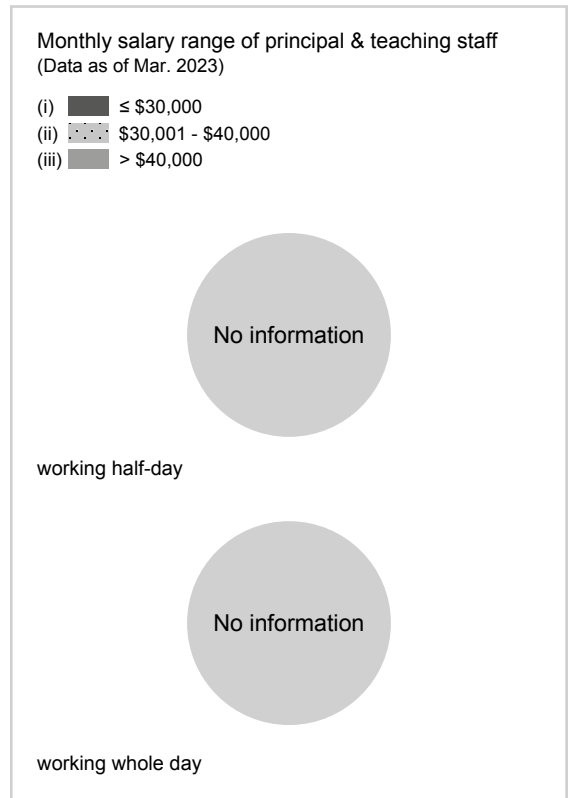 Monthly salary range of principal & teaching staff
(Data as of Mar. 2023)
(i) ≤ $30,000
(ii) $30,001 - $40,000
(iii) > $40,000
No information
working half-day
No information
working whole day